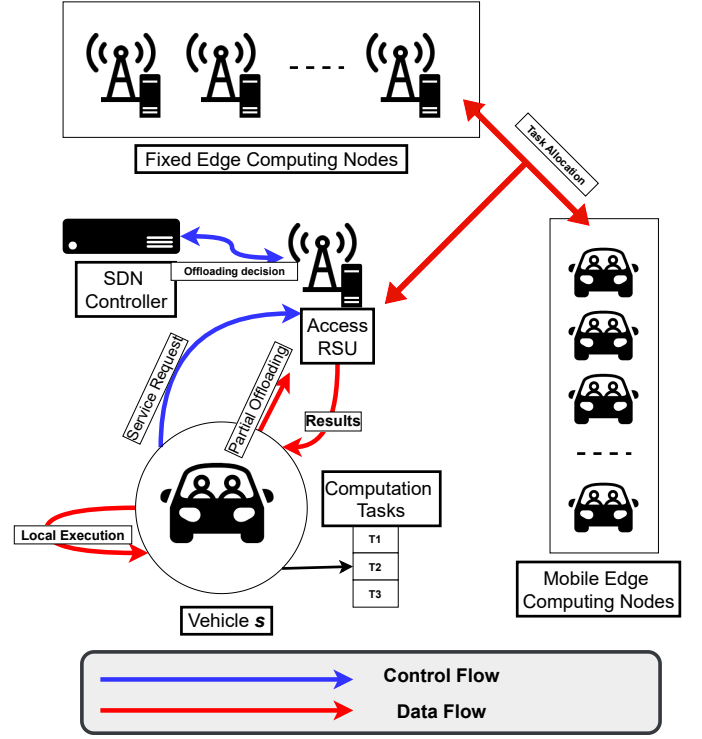 Fixed Edge Computing Nodes
Task Allocation
SDN
Controller
Offloading decision
Access
RSU
Service Request
Partial Offloading
Results
Local Execution
Computation
Tasks
T1
T2
T3
Vehicle s
Mobile Edge
Computing Nodes
Control Flow
Data Flow